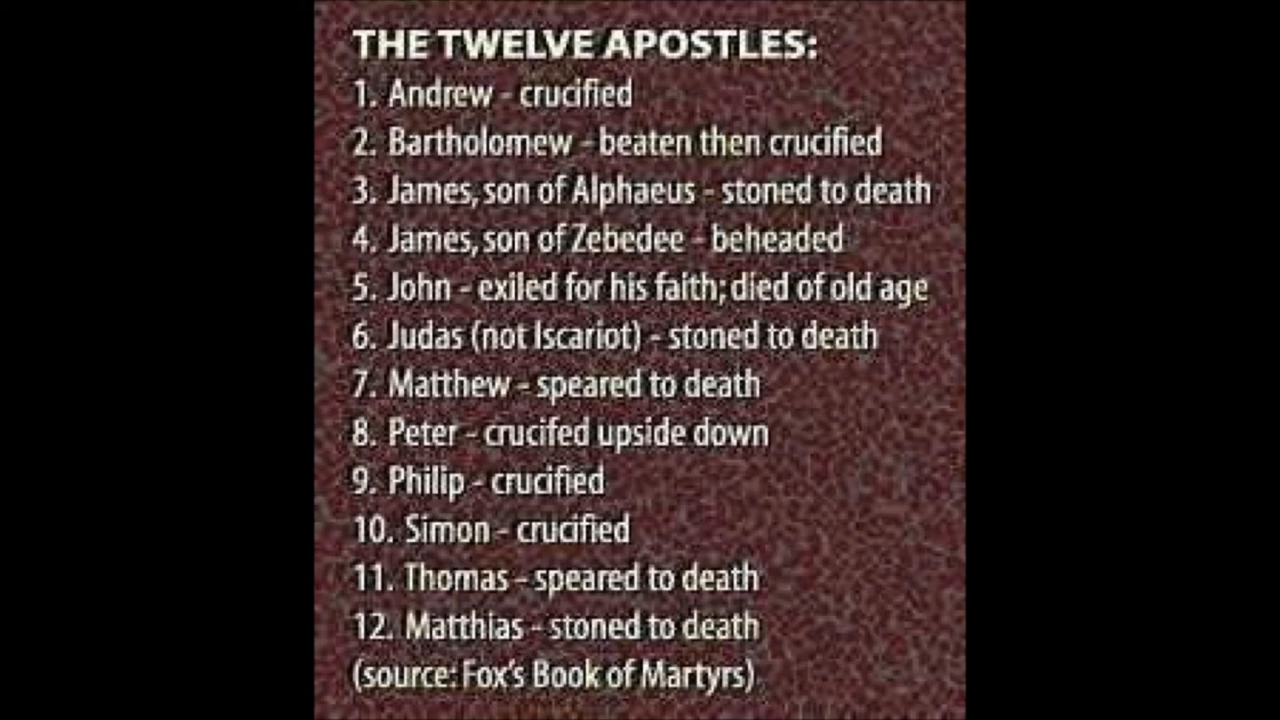 THE TWELVE APOSTLES:
1. Andrew - crucified
2. Bartholomew - beaten then crucified
3. James, son of Alphaeus - stoned to death
4. James, son of Zebedee - beheaded
5. John - exiled for his faith; died of old age
6. Judas (not Iscariot) - stoned to death
7. Matthew - speared to death
8. Peter - crucifed upside down
9. Philip - crucified
10. Simon - crucified
11. Thomas - speared to death
12. Matthias - stoned to death
(source: Fox's Book of Martyrs)